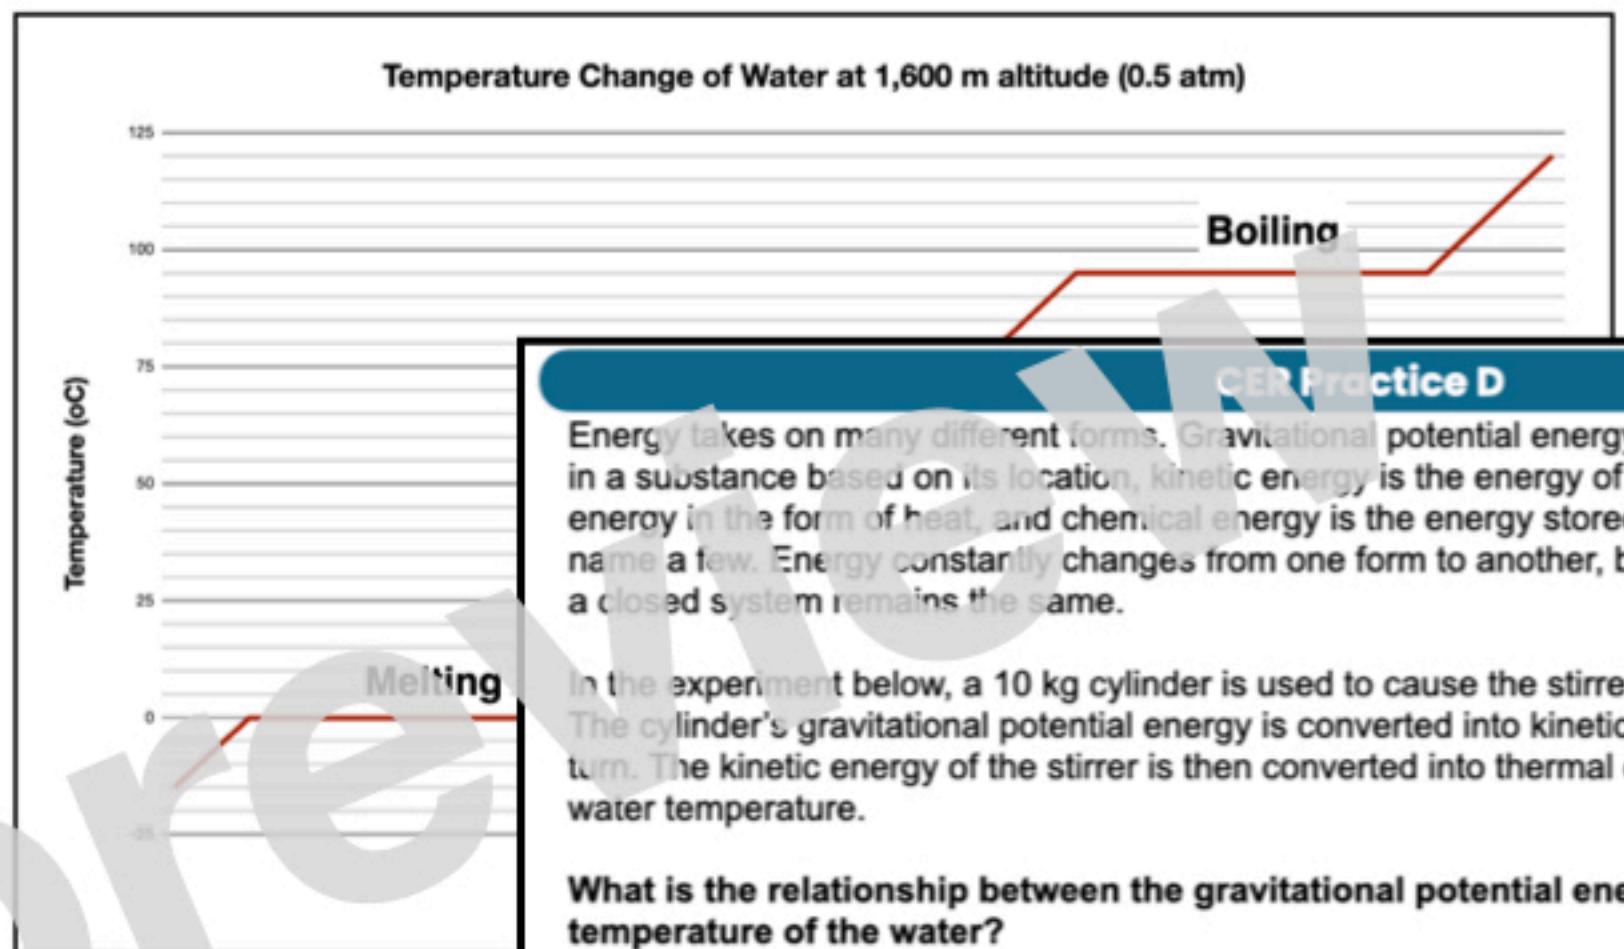 Temperature Change of Water at 1,600 m altitude (0.5 atm)
125
100
75
50
25
0
-25
Temperature (oC)
Boiling
Melting
CER Practice D
Energy takes on many different forms. Gravitational potential energy
in a substance based on its location, kinetic energy is the energy of
energy in the form of heat, and chemical energy is the energy store
name a few. Energy constantly changes from one form to another, b
a closed system remains the same.
In the experiment below, a 10 kg cylinder is used to cause the stirre
The cylinder's gravitational potential energy is converted into kinetic
turn. The kinetic energy of the stirrer is then converted into thermal
water temperature.
What is the relationship between the gravitational potential ene
temperature of the water?
preview